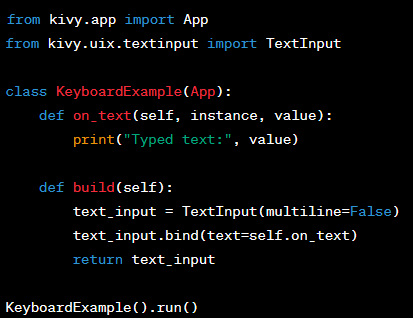 from kivy.app import App
from kivy.uix.textinput import TextInput

class KeyboardExample(App):
    def on_text(self, instance, value):
        print("Typed text:", value)

    def build(self):
        text_input = TextInput(multiline=False)
        text_input.bind(text=self.on_text)
        return text_input

KeyboardExample().run()